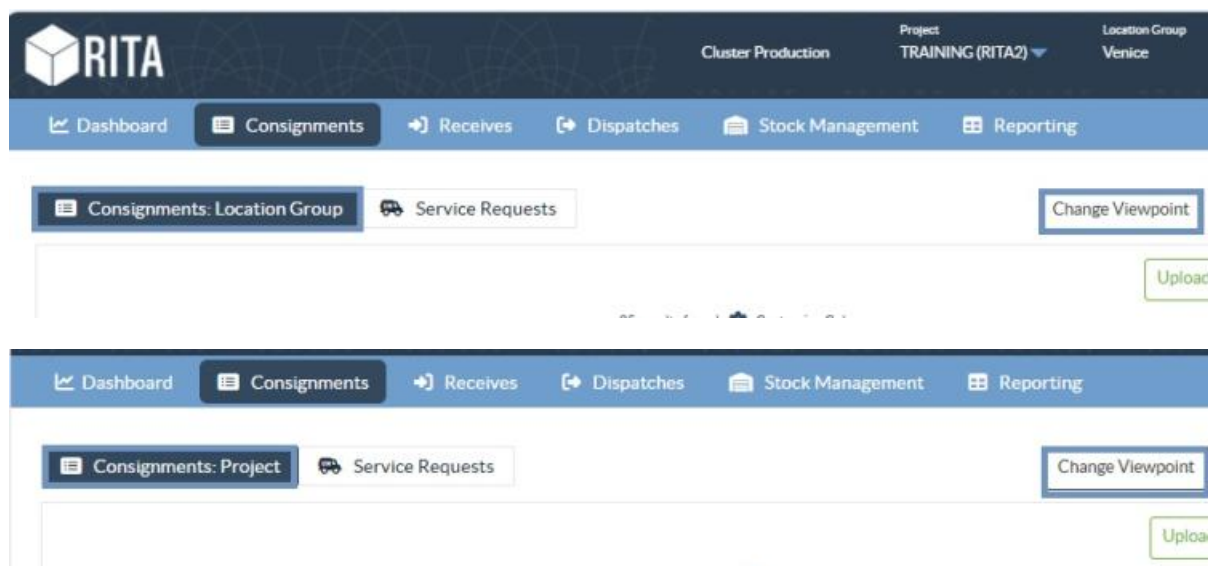 RITA
Cluster Production
Project
TRAINING (RITA2)
Location Group
Venice
Dashboard Consignments Receives Dispatches Stock Management Reporting
Consignments: Location Group Service Requests Change Viewpoint
Upload
Dashboard Consignments Receives Dispatches Stock Management Reporting
Consignments: Project Service Requests Change Viewpoint